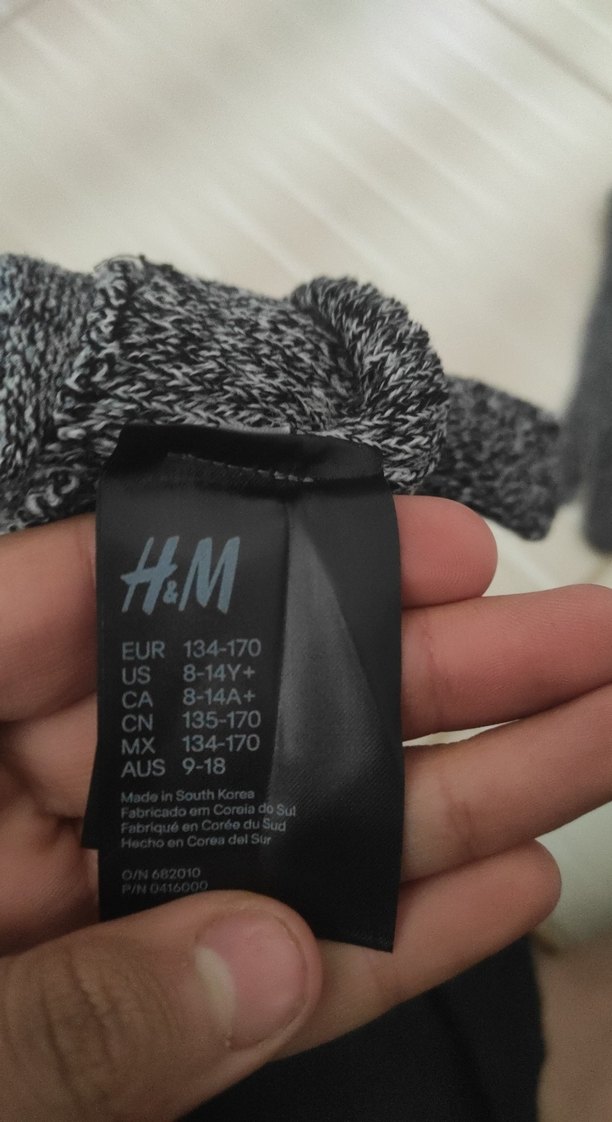 H&M
EUR 134-170
US 8-14Y+
CA 8-14A+
CN 135-170
MX 134-170
AUS 9-18
Made in South Korea
Fabricado em Coreia do Sul
Fabriqué en Corée du Sud
Hecho en Corea del Sur
O/N 682010
P/N 0416000